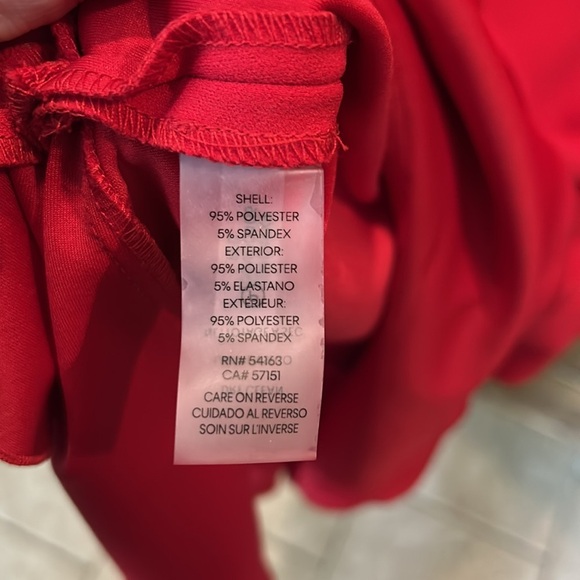 SHELL:
95% POLYESTER
5% SPANDEX
EXTERIOR:
95% POLIESTER
5% ELASTANO
EXTÉRIEUR:
95% POLYESTER
5% SPANDEX
RN# 54163
CA# 57151
CARE ON REVERSE
CUIDADO AL REVERSO
SOIN SUR L'INVERSE